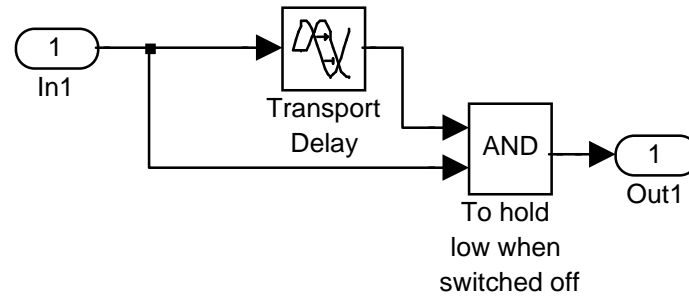 1
In1
Transport
Delay
AND
To hold
low when
switched off
1
Out1